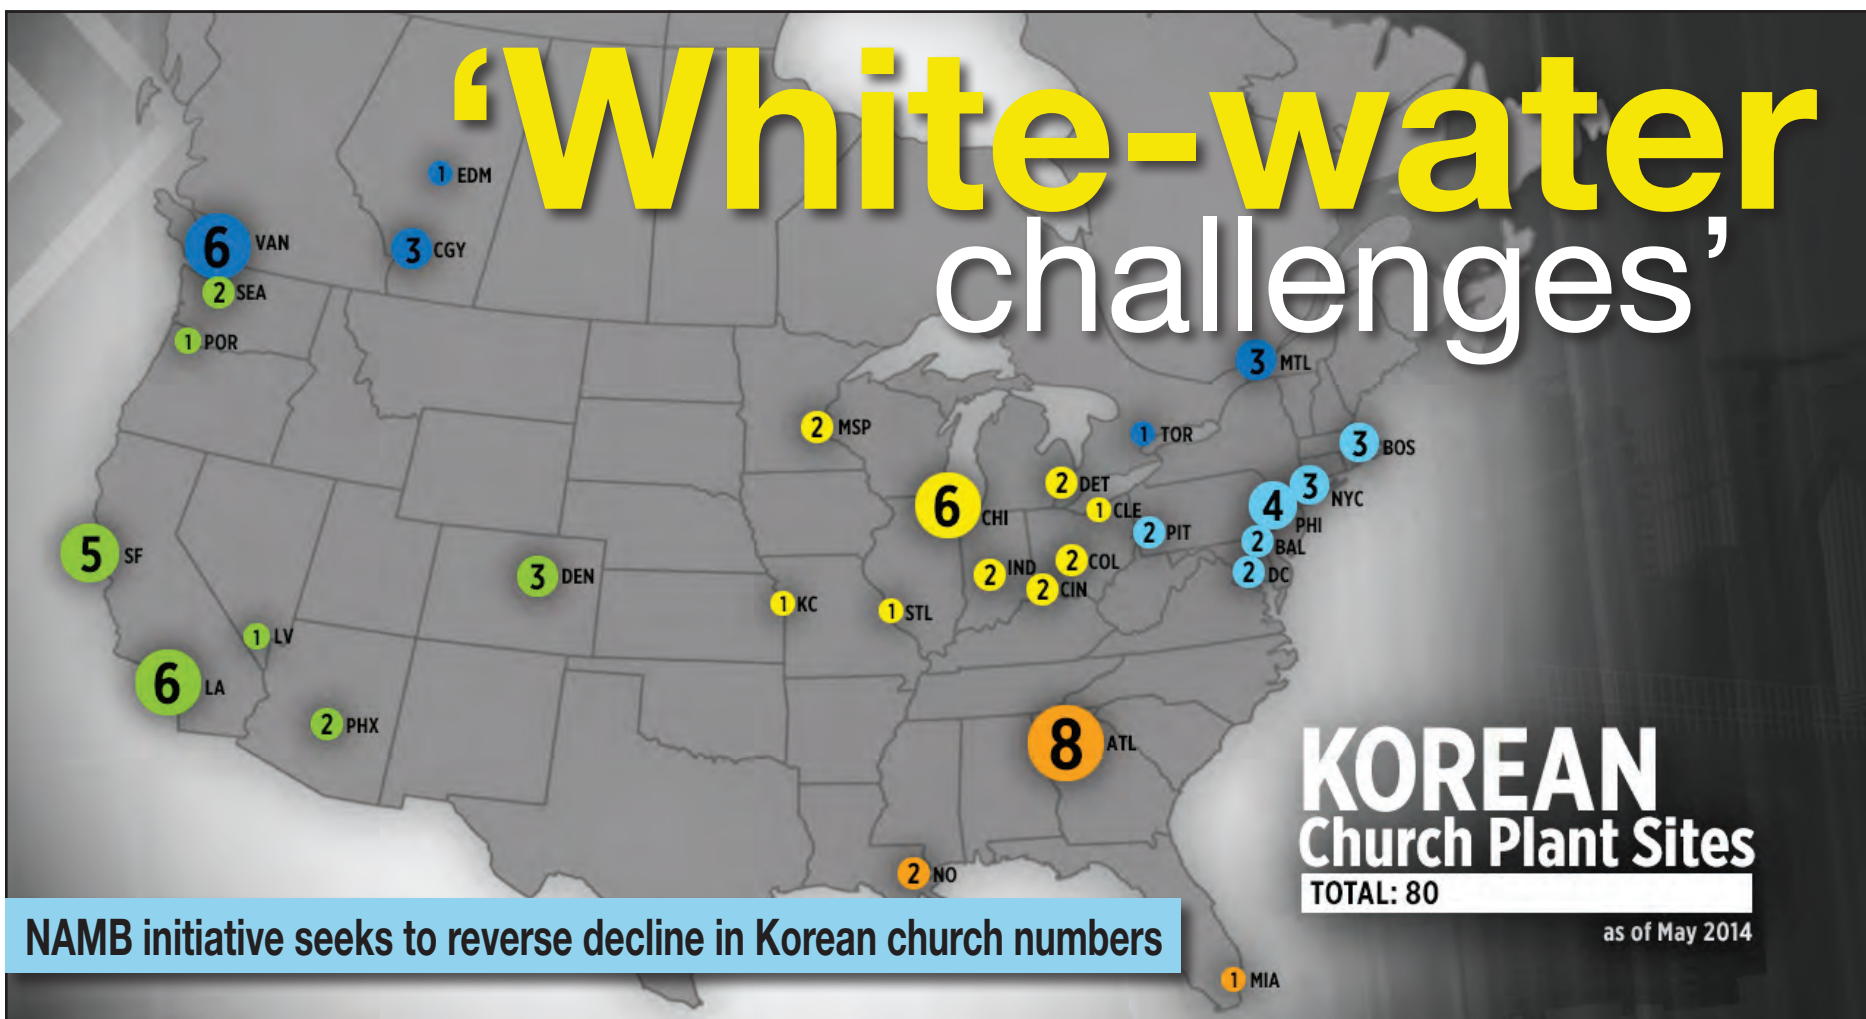 ‘White-water
challenges’
1 EDM
6 VAN
3 CGY
2 SEA
1 POR
3 MTL
2 MSP
1 TOR
3 BOS
2 DET
3 NYC
6 CHI
1 CLE
4 PHI
2 PIT
5 SF
2 BAL
3 DEN
2 IND
2 COL
2 DC
2 CIN
1 KC
1 STL
1 LV
6 LA
2 PHX
8 ATL
KOREAN
Church Plant Sites
TOTAL: 80
as of May 2014
2 NO
NAMB initiative seeks to reverse decline in Korean church numbers
1 MIA